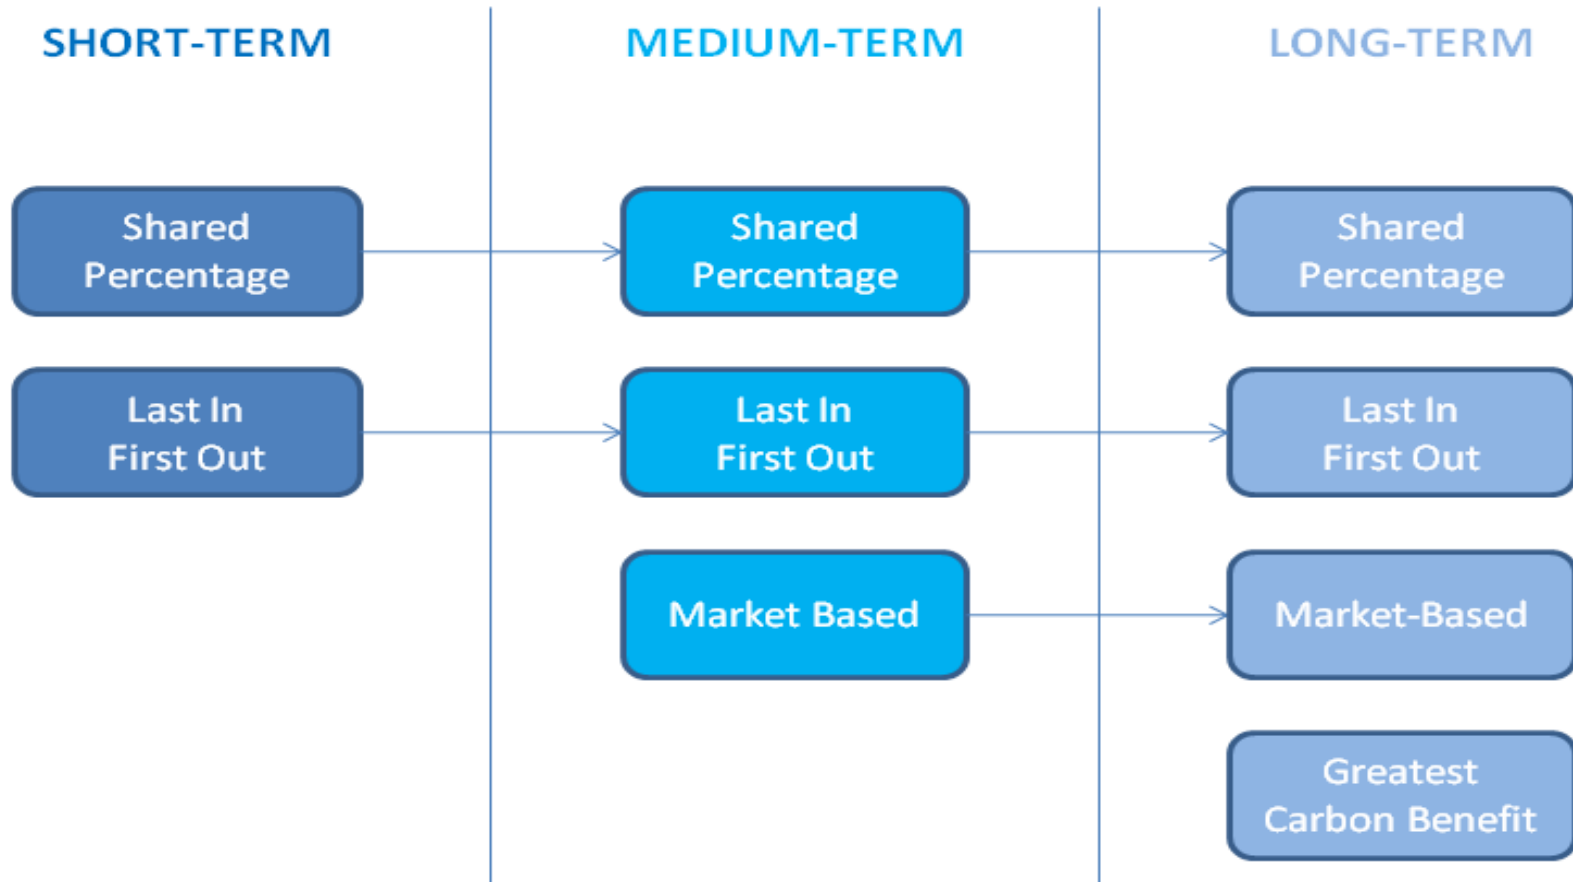 SHORT-TERM
MEDIUM-TERM
LONG-TERM
Shared
Percentage
Shared
Percentage
Shared
Percentage
Last In
First Out
Last In
First Out
Last In
First Out
Market Based
Market-Based
Greatest
Carbon Benefit